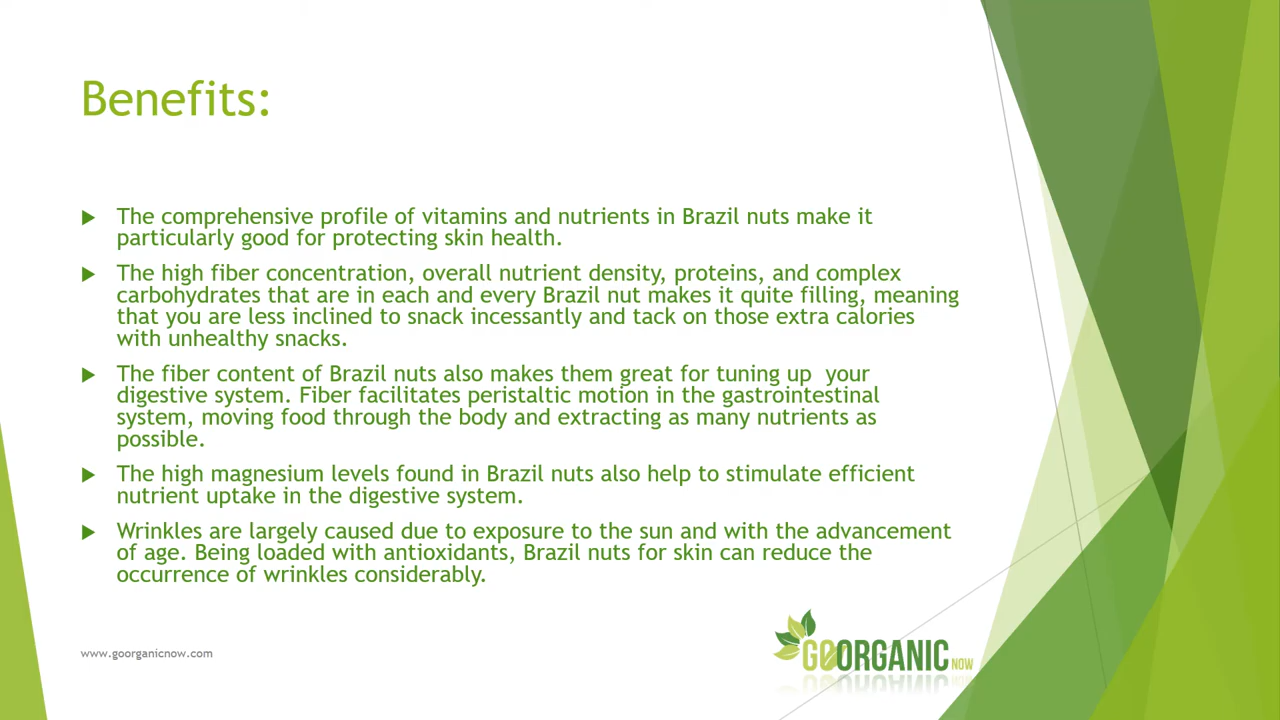 Benefits:
The comprehensive profile of vitamins and nutrients in Brazil nuts make it
particularly good for protecting skin health.
The high fiber concentration, overall nutrient density, proteins, and complex
carbohydrates that are in each and every Brazil nut makes it quite filling, meaning
that you are less inclined to snack incessantly and tack on those extra calories
with unhealthy snacks.
The fiber content of Brazil nuts also makes them great for tuning up  your
digestive system. Fiber facilitates peristaltic motion in the gastrointestinal
system, moving food through the body and extracting as many nutrients as
possible.
The high magnesium levels found in Brazil nuts also help to stimulate efficient
nutrient uptake in the digestive system.
Wrinkles are largely caused due to exposure to the sun and with the advancement
of age. Being loaded with antioxidants, Brazil nuts for skin can reduce the
occurrence of wrinkles considerably.
www.goorganicnow.com
GOORGANIC NOW